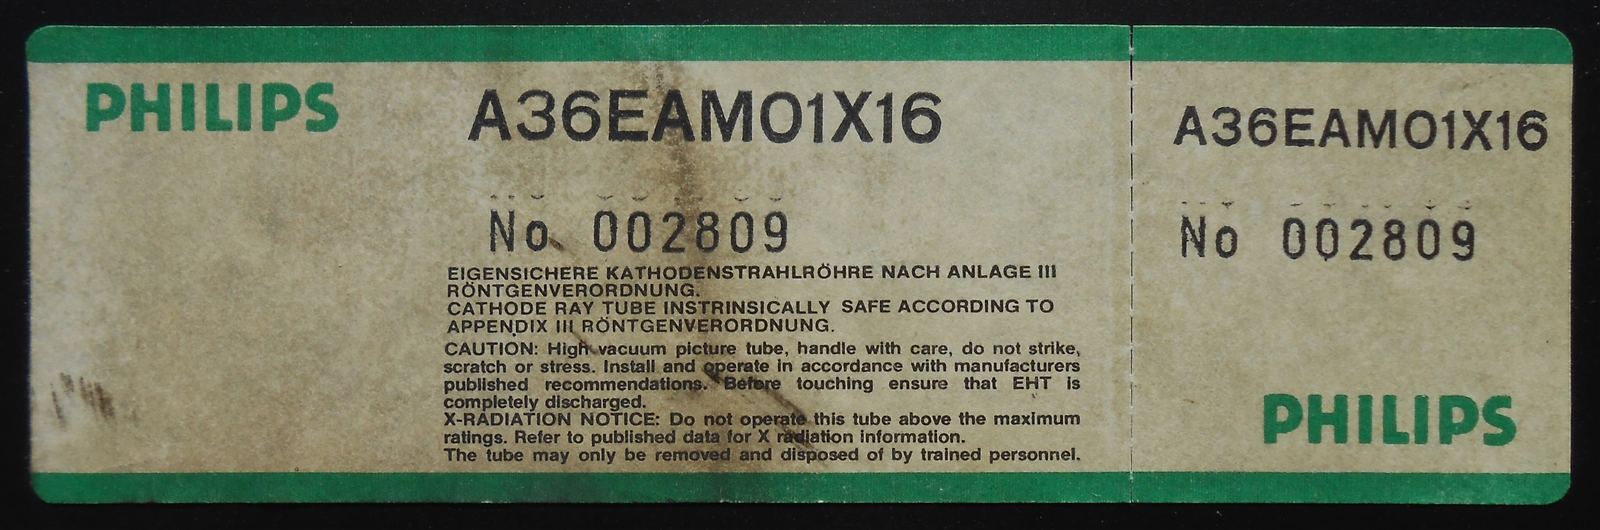 PHILIPS
A36EAM01X16
No 002809
EIGENSICHERE KATHODENSTRAHLRÖHRE NACH ANLAGE III
RÖNTGENVERORDNUNG.
CATHODE RAY TUBE INSTRINSICALLY SAFE ACCORDING TO
APPENDIX III RÖNTGENVERORDNUNG.
CAUTION: High vacuum picture tube, handle with care, do not strike,
scratch or stress. Install and operate in accordance with manufacturers
published recommendations. Before touching ensure that EHT is
completely discharged.
X-RADIATION NOTICE: Do not operate this tube above the maximum
ratings. Refer to published data for X radiation information.
The tube may only be removed and disposed of by trained personnel.
A36EAM01X16
No 002809
PHILIPS